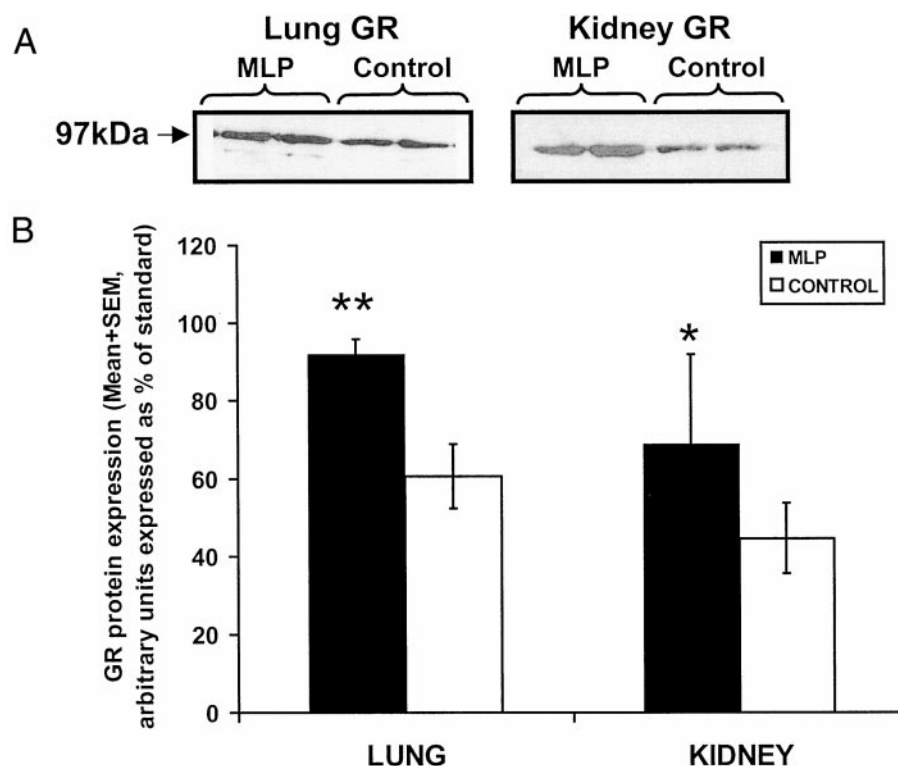 A
Lung GR
Kidney GR
MLP
Control
MLP
Control
97kDa
B
GR protein expression (Mean+SEM,
arbitrary units expressed as % of standard)
120
100
80
60
40
20
0
**
*
MLP
CONTROL
LUNG
KIDNEY